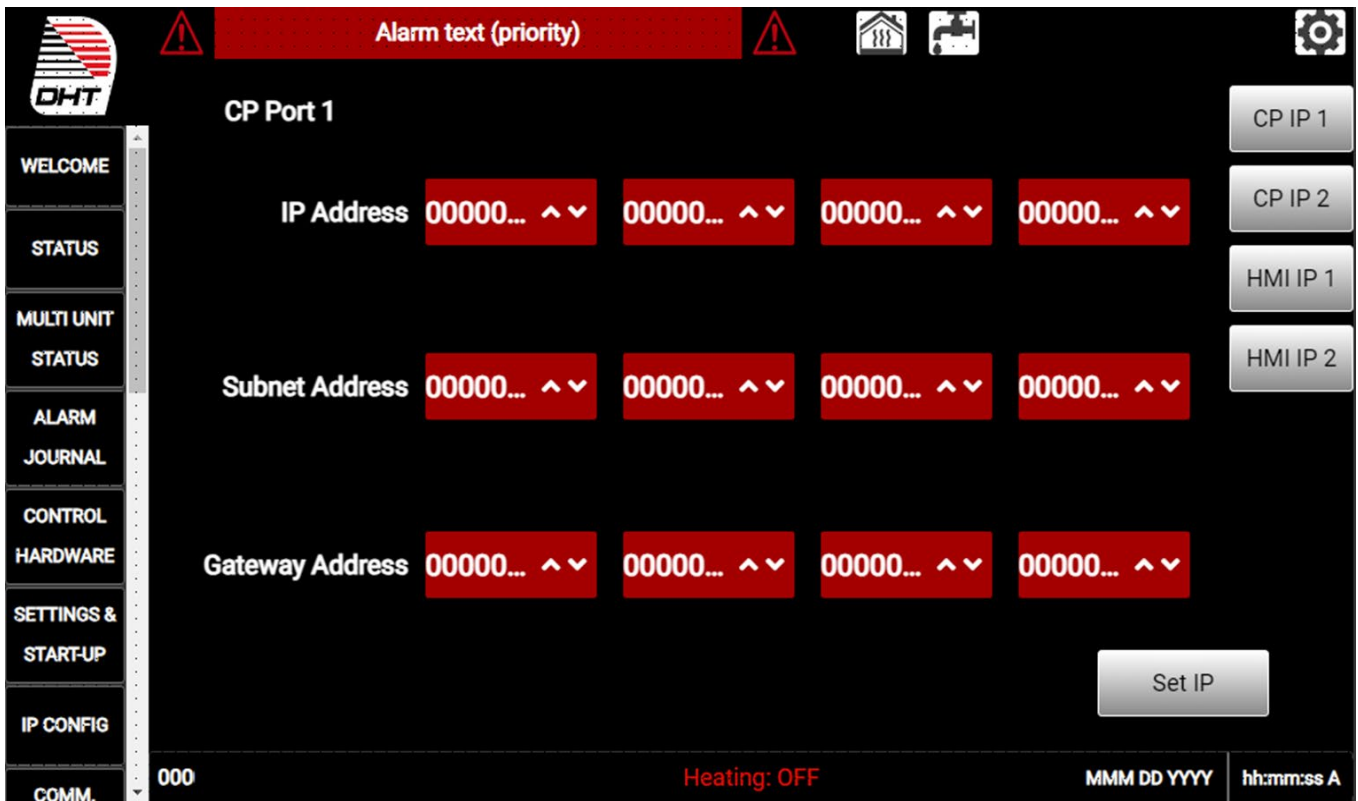 DHT
Alarm text (priority)
WELCOME
STATUS
MULTI UNIT
STATUS
ALARM
JOURNAL
CONTROL
HARDWARE
SETTINGS &
START-UP
IP CONFIG
COMM.
CP Port 1
IP Address 00000... 00000... 00000... 00000...
Subnet Address 00000... 00000... 00000... 00000...
Gateway Address 00000... 00000... 00000... 00000...
Set IP
CP IP 1
CP IP 2
HMI IP 1
HMI IP 2
000 Heating: OFF MMM DD YYYY hh:mm:ss A